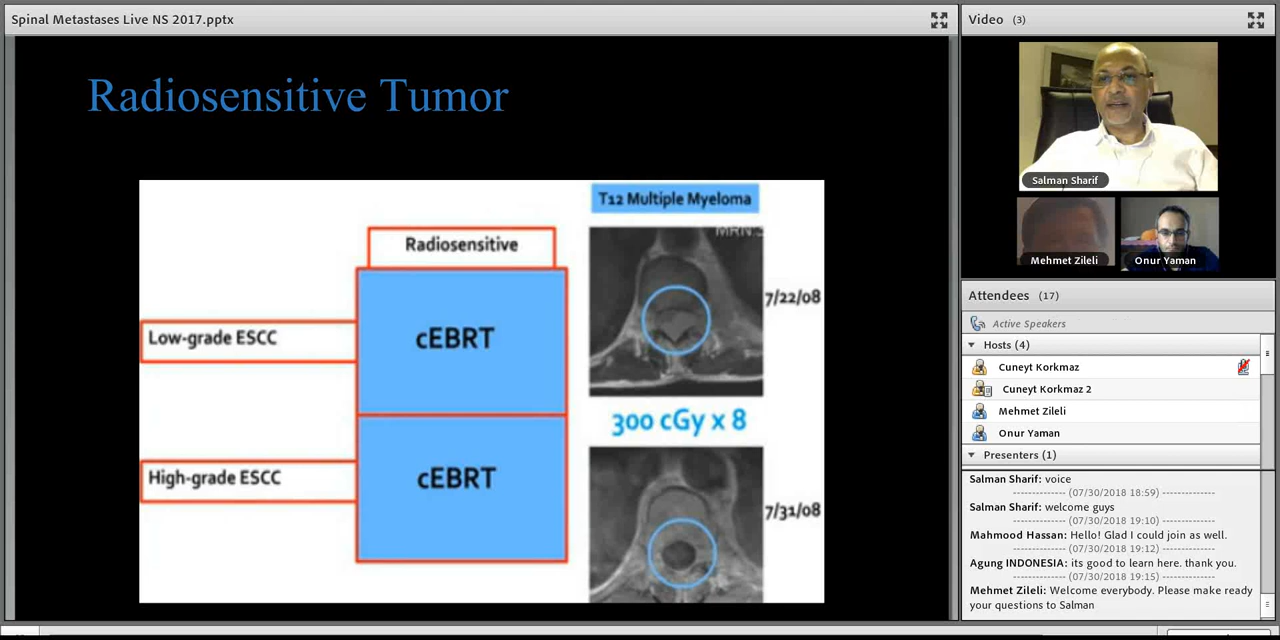 Spinal Metastases Live NS 2017.pptx
Radiosensitive Tumor
T12 Multiple Myeloma
Radiosensitive
Low-grade ESCC
cEBRT
7/22/08
300 cGy x 8
High-grade ESCC
cEBRT
7/31/08
Video (3)
Salman Sharif
Mehmet Zileli
Onur Yaman
Attendees (17)
Active Speakers
Hosts (4)
Cuneyt Korkmaz
Cuneyt Korkmaz 2
Mehmet Zileli
Onur Yaman
Presenters (1)
Salman Sharif: voice
------------- (07/30/2018 18:59) -------------
Salman Sharif: welcome guys
------------- (07/30/2018 19:10) -------------
Mahmood Hassan: Hello! Glad I could join as well.
------------- (07/30/2018 19:12) -------------
Agung INDONESIA: its good to learn here. thank you.
------------- (07/30/2018 19:15) -------------
Mehmet Zileli: Welcome everybody. Please make ready
your questions to Salman